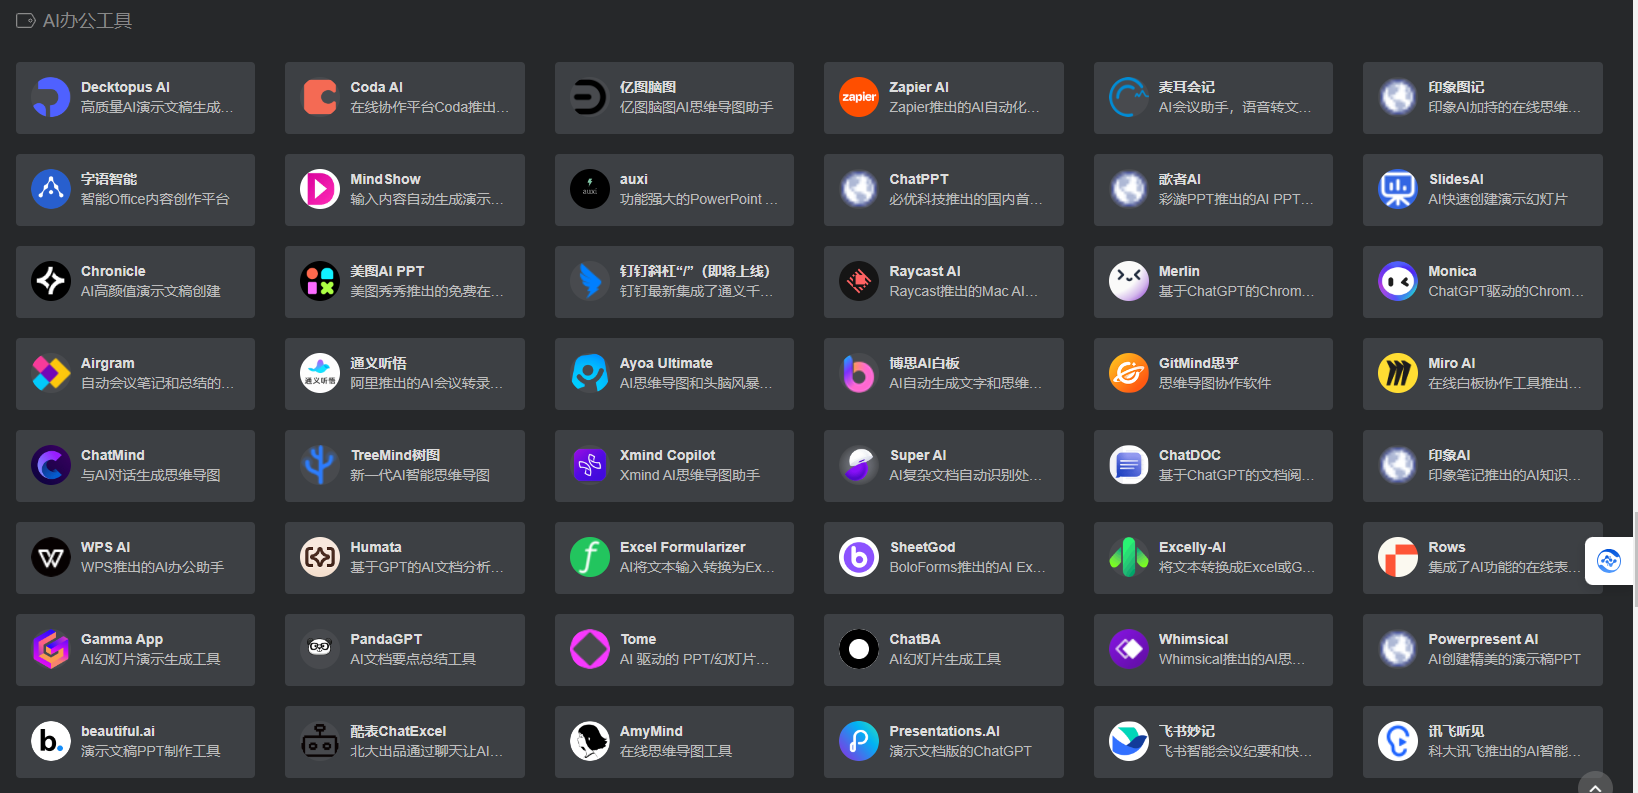 AI办公工具
Decktopus AI
高质量AI演示文稿生成...
Coda AI
在线协作平台Coda推出...
亿图脑图
亿图脑图AI思维导图助手
zapier
Zapier AI
Zapier推出的AI自动化...
麦耳会记
AI会议助手，语音转文...
印象图记
印象AI加持的在线思维...
字语智能
智能Office内容创作平台
MindShow
输入内容自动生成演示...
auxi
auxi
功能强大的PowerPoint ...
ChatPPT
必优科技推出的国内首...
歌者AI
彩漩PPT推出的AI PPT...
SlidesAI
AI快速创建演示幻灯片
Chronicle
AI高颜值演示文稿创建
美图AI PPT
美图秀秀推出的免费在...
钉钉斜杠“/”（即将上线）
钉钉最新集成了通义千...
Raycast AI
Raycast推出的Mac AI...
Merlin
基于ChatGPT的Chrom...
Monica
ChatGPT驱动的Chrom...
Airgram
自动会议笔记和总结的...
通义听悟
通义听悟
阿里推出的AI会议转录...
Ayoa Ultimate
AI思维导图和头脑风暴...
博思AI白板
AI自动生成文字和思维...
GitMind思乎
思维导图协作软件
Miro AI
在线白板协作工具推出...
ChatMind
与AI对话生成思维导图
TreeMind树图
新一代AI智能思维导图
Xmind Copilot
Xmind AI思维导图助手
Super AI
AI复杂文档自动识别处...
ChatDOC
基于ChatGPT的文档阅...
印象AI
印象笔记推出的AI知识...
WPS AI
WPS推出的AI办公助手
Humata
基于GPT的AI文档分析...
Excel Formularizer
AI将文本输入转换为Ex...
SheetGod
BoloForms推出的AI Ex...
Excelly-AI
将文本转换成Excel或G...
Rows
集成了AI功能的在线表...
Gamma App
AI幻灯片演示生成工具
PandaGPT
AI文档要点总结工具
Tome
AI 驱动的 PPT/幻灯片...
ChatBA
AI幻灯片生成工具
Whimsical
Whimsical推出的AI思...
Powerpresent AI
AI创建精美的演示稿PPT
b.
beautiful.ai
演示文稿PPT制作工具
酷表ChatExcel
北大出品通过聊天让AI...
AmyMind
在线思维导图工具
Presentations.AI
演示文档版的ChatGPT
飞书妙记
飞书智能会议纪要和快...
讯飞听见
科大讯飞推出的AI智能...